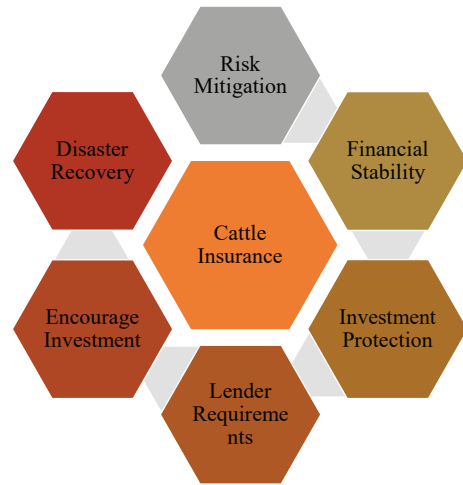 Risk
Mitigation
Financial
Stability
Investment
Protection
Lender
Requireme
nts
Encourage
Investment
Disaster
Recovery
Cattle
Insurance